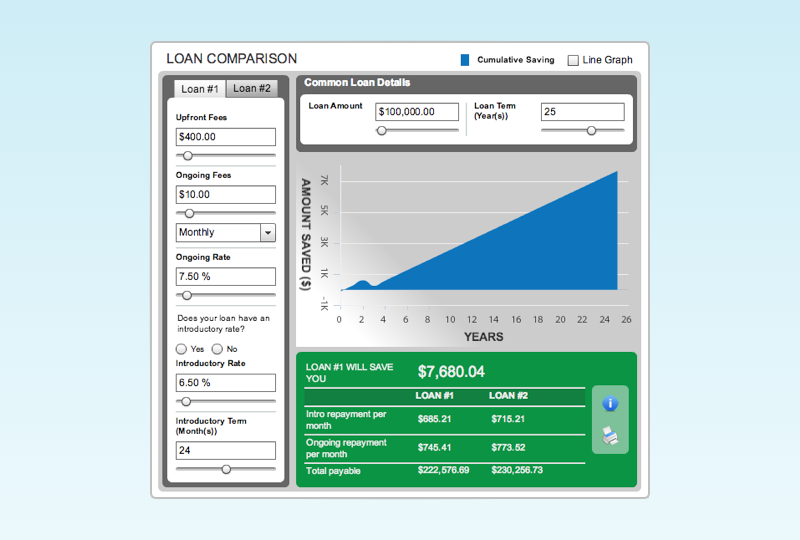 LOAN COMPARISON
Cumulative Saving
Line Graph
Loan #1
Loan #2
Upfront Fees
$400.00
Ongoing Fees
$10.00
Monthly
Ongoing Rate
7.50 %
Does your loan have an
introductory rate?
Yes No
Introductory Rate
6.50 %
Introductory Term
(Month(s))
24
Common Loan Details
Loan Amount
$100,000.00
Loan Term
(Year(s))
25
AMOUNT SAVED ($)
7K
5K
3K
1K
-1K
0 2 4 6 8 10 12 14 16 18 20 22 24 26
YEARS
LOAN #1 WILL SAVE
YOU
$7,680.04
LOAN #1 LOAN #2
Intro repayment per
month
$685.21 $715.21
Ongoing repayment
per month
$745.41 $773.52
Total payable $222,576.69 $230,256.73
i